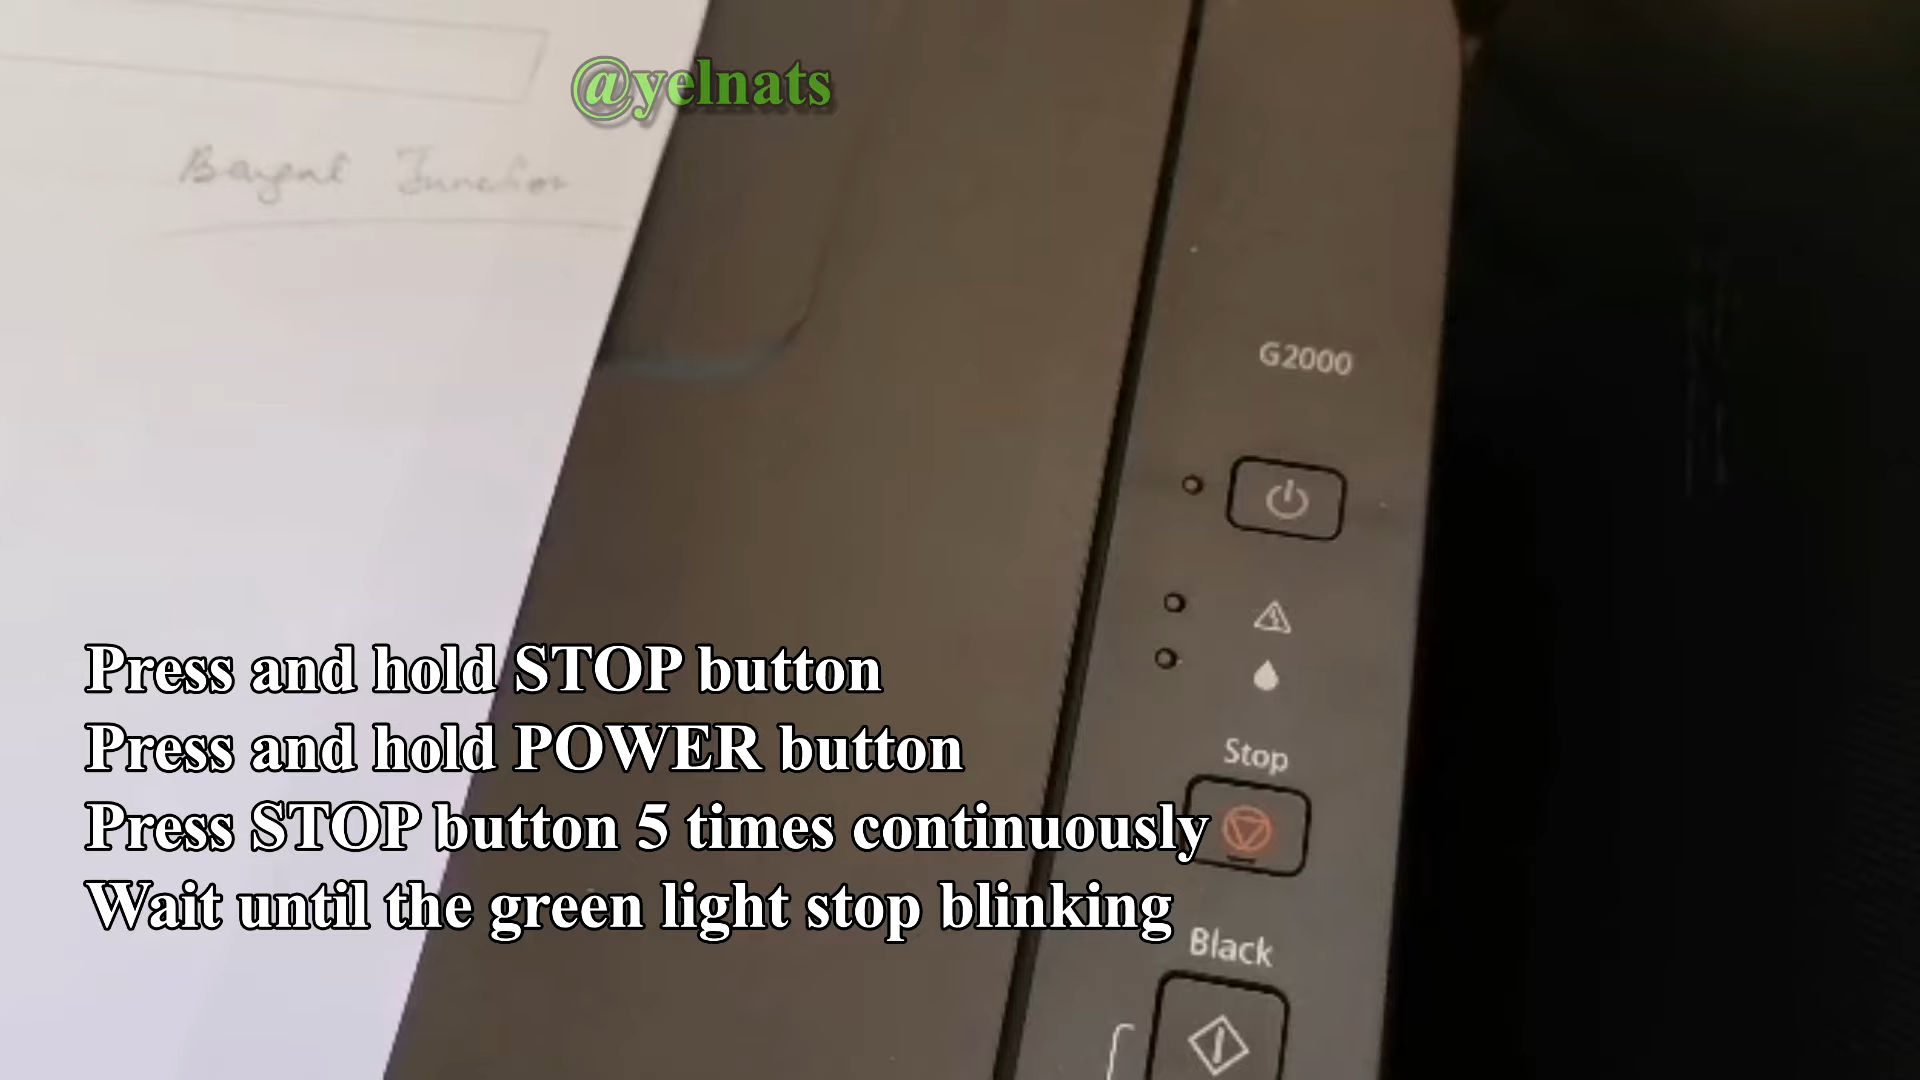 @yelnats
G2000
Press and hold STOP button
Press and hold POWER button
Stop
Press STOP button 5 times continuously
Wait until the green light stop blinking
Black